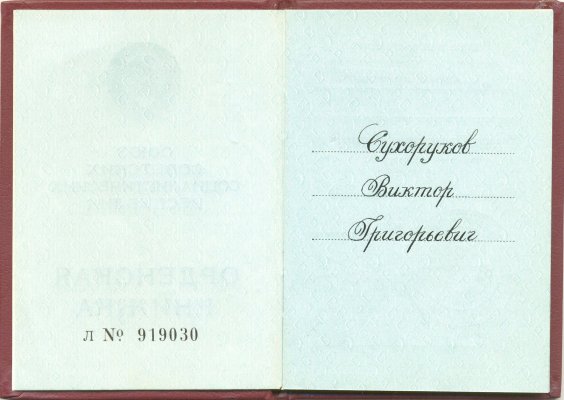 Л № 919030
Сухоруков
Виктор
Григорьевич